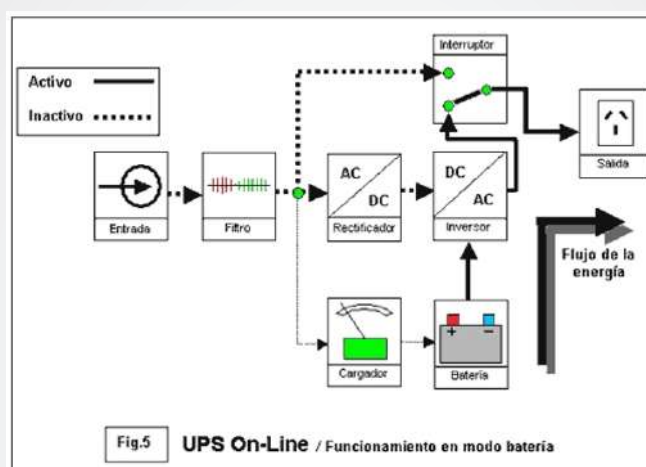 Interruptor
Activo
Inactivo
Salida
AC
DC
DC
AC
Entrada
Filtro
Rectificador
Inversor
Flujo de la
energía
+
−
Cargador
Batería
Fig.5 UPS On-Line / Funcionamiento en modo batería